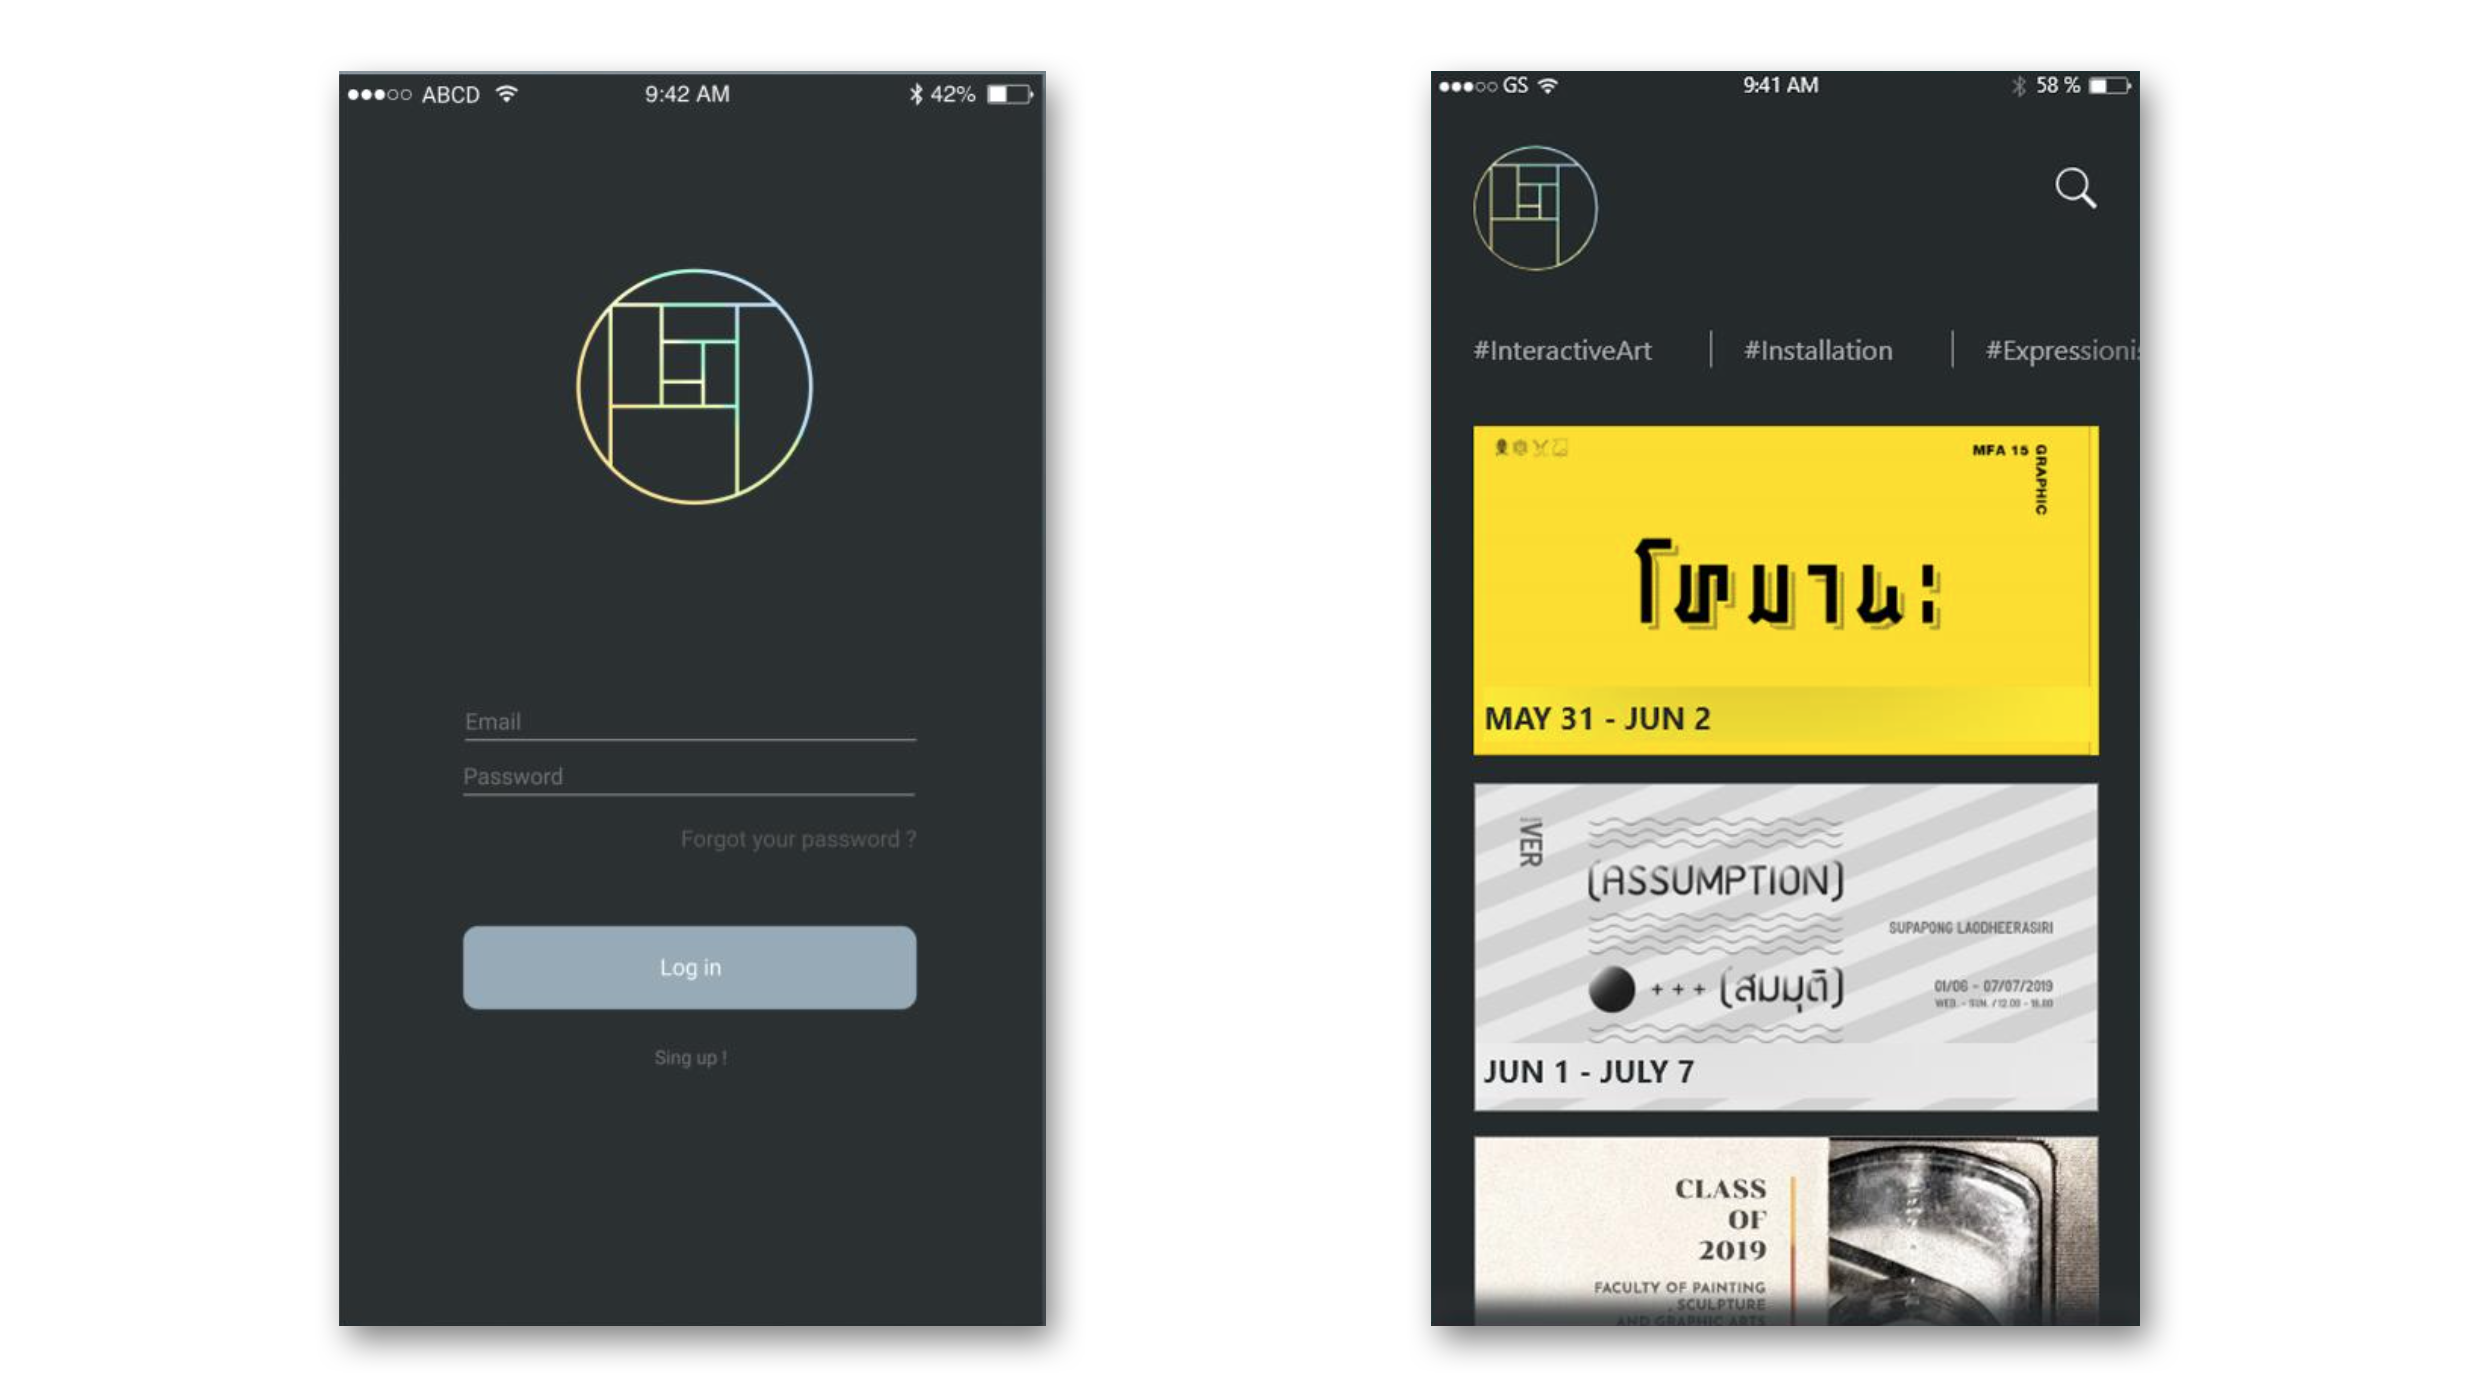 ABCD 9:42 AM 42%
Email
Password
Forgot your password ?
Log in
Sing up !
GS 9:41 AM 58 %
#InteractiveArt | #Installation | #Expressionis
MFA 15 GRAPHIC
โทมานะ
MAY 31 - JUN 2
VER
(ASSUMPTION)
SUPAPONG LAODHEERASIRI
+ + + (สมมุติ)
01/06 - 07/07/2019
WED. - SUN. / 12.00 - 18.00
JUN 1 - JULY 7
CLASS
OF
2019
FACULTY OF PAINTING
, SCULPTURE
AND GRAPHIC ARTS